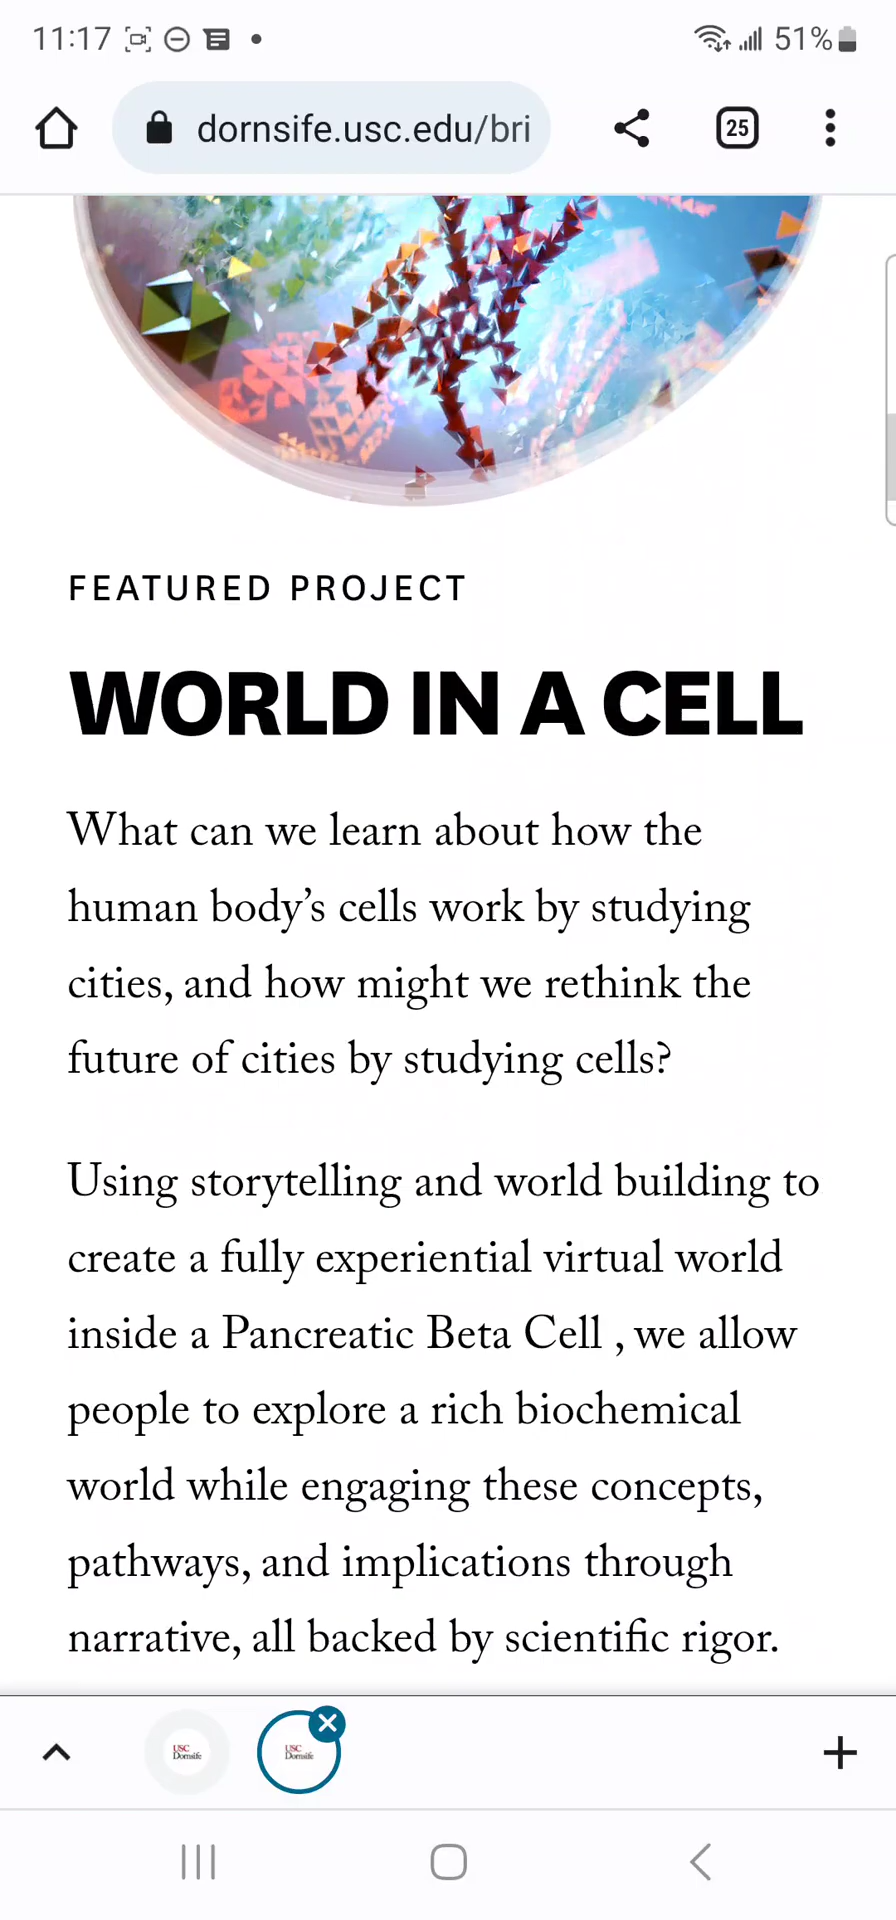 11:17
51%
dornsife.usc.edu/bri
25
FEATURED PROJECT
WORLD IN A CELL
What can we learn about how the
human body’s cells work by studying
cities, and how might we rethink the
future of cities by studying cells?
Using storytelling and world building to
create a fully experiential virtual world
inside a Pancreatic Beta Cell , we allow
people to explore a rich biochemical
world while engaging these concepts,
pathways, and implications through
narrative, all backed by scientific rigor.
USC
Dornsife
USC
Dornsife